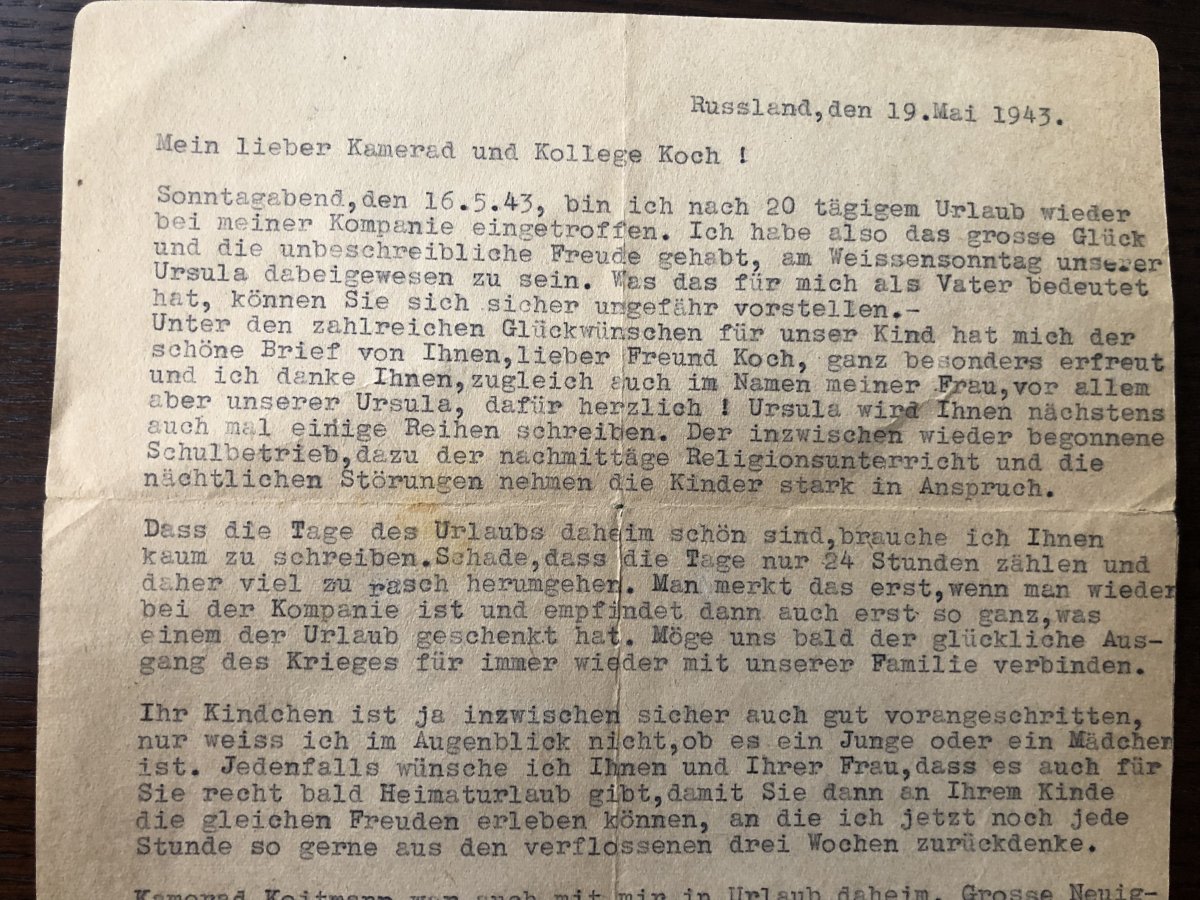 Russland,den 19.Mai 1943.
Mein lieber Kamerad und Kollege Koch !
Sonntagabend,den 16.5.43, bin ich nach 20 tägigem Urlaub wieder
bei meiner Kompanie eingetroffen. Ich habe also das grosse Glück
und die unbeschreibliche Freude gehabt, am Weissensonntag unserer
Ursula dabeigewesen zu sein. Was das für mich als Vater bedeutet
hat, können Sie sich sicher ungefähr vorstellen.-
Unter den zahlreichen Glückwünschen für unser Kind hat mich der
schöne Brief von Ihnen,lieber Freund Koch, ganz besonders erfreut
und ich danke Ihnen,zugleich auch im Namen meiner Frau,vor allem
aber unserer Ursula, dafür herzlich ! Ursula wird Ihnen nächstens
auch mal einige Reihen schreiben. Der inzwischen wieder begonnene
Schulbetrieb,dazu der nachmittäge Religionsunterricht und die
nächtlichen Störungen nehmen die Kinder stark in Anspruch.
Dass die Tage des Urlaubs daheim schön sind,brauche ich Ihnen
kaum zu schreiben.Schade,dass die Tage nur 24 Stunden zählen und
daher viel zu rasch herumgehen. Man merkt das erst,wenn man wieder
bei der Kompanie ist und empfindet dann auch erst so ganz,was
einem der Urlaub geschenkt hat. Möge uns bald der glückliche Aus-
gang des Krieges für immer wieder mit unserer Familie verbinden.
Ihr Kindchen ist ja inzwischen sicher auch gut vorangeschritten,
nur weiss ich im Augenblick nicht,ob es ein Junge oder ein Mädchen
ist. Jedenfalls wünsche ich Ihnen und Ihrer Frau,dass es auch für
Sie recht bald Heimaturlaub gibt,damit Sie dann an Ihrem Kinde
die gleichen Freuden erleben können, an die ich jetzt noch jede
Stunde so gerne aus den verflossenen drei Wochen zurückdenke.
Kamerad war auch mit mir in Urlaub daheim. Grosse Neuig-